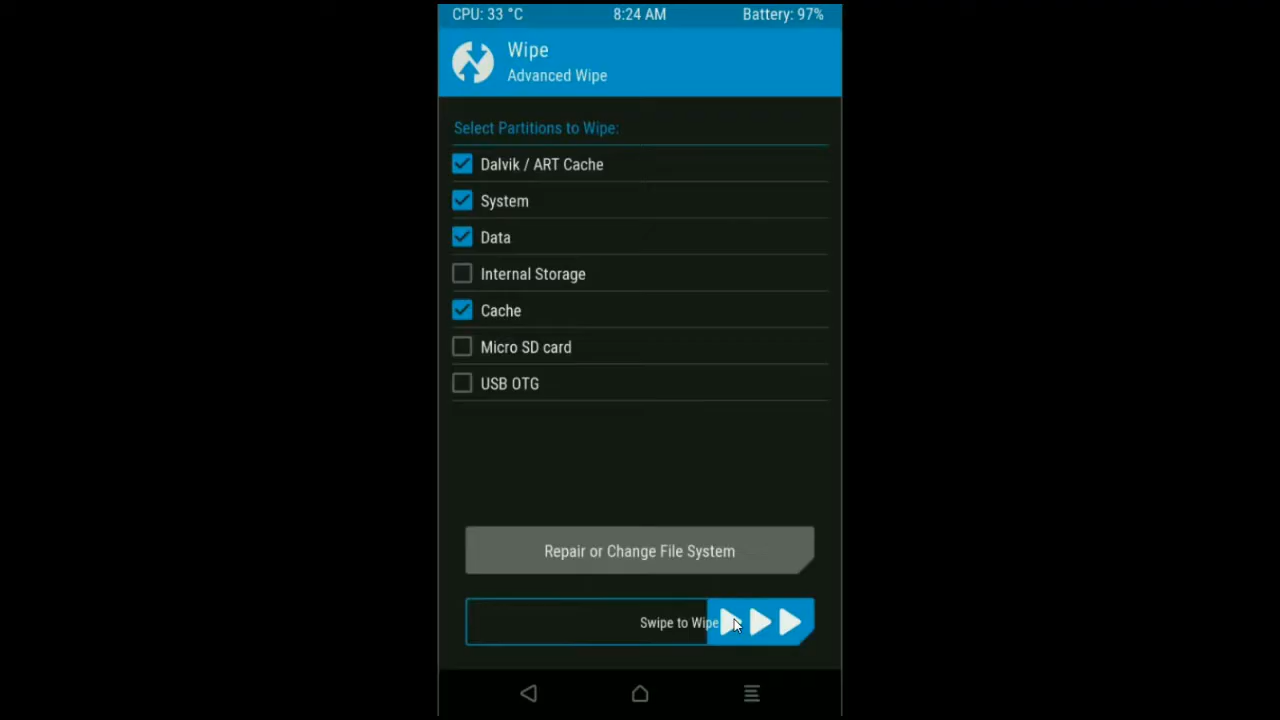 CPU: 33 °C 8:24 AM Battery: 97%
Wipe
Advanced Wipe
Select Partitions to Wipe:
Dalvik / ART Cache
System
Data
Internal Storage
Cache
Micro SD card
USB OTG
Repair or Change File System
Swipe to Wipe